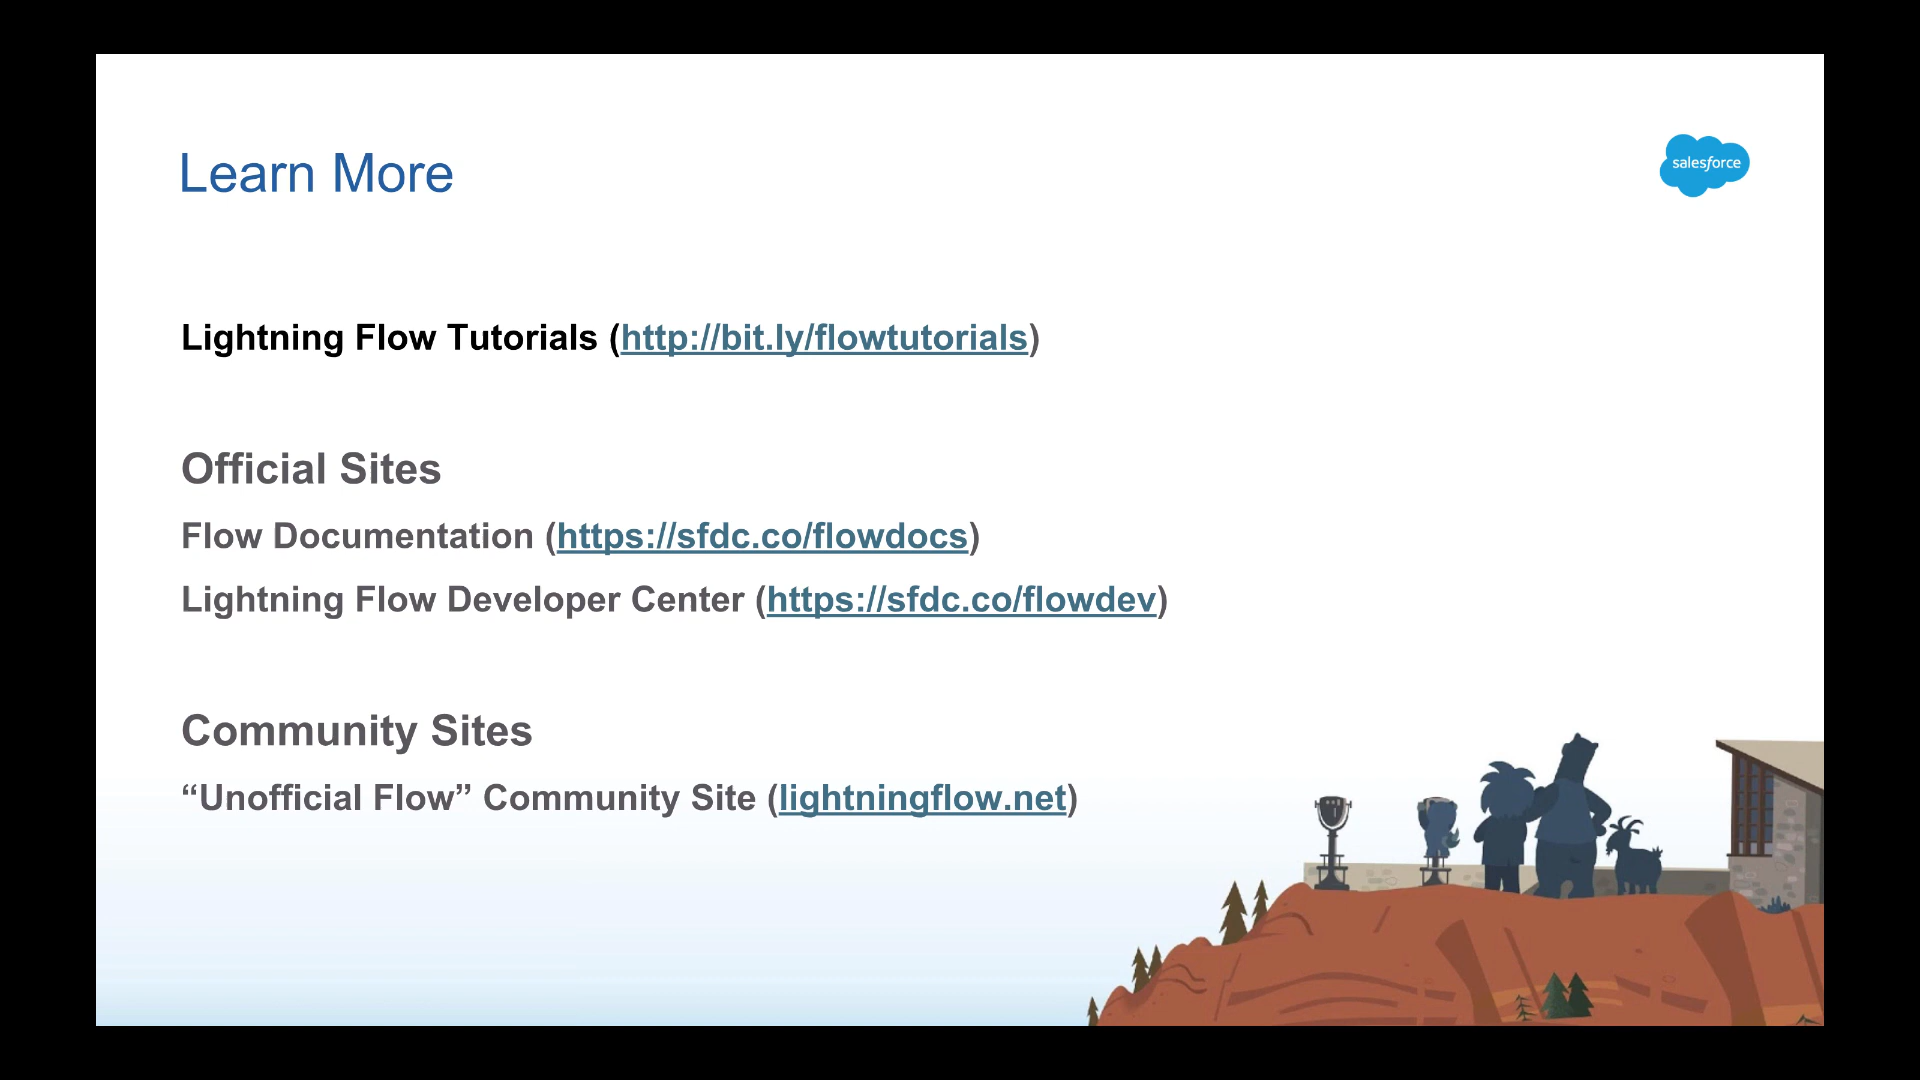 Learn More
salesforce
Lightning Flow Tutorials (http://bit.ly/flowtutorials)
Official Sites
Flow Documentation (https://sfdc.co/flowdocs)
Lightning Flow Developer Center (https://sfdc.co/flowdev)
Community Sites
“Unofficial Flow” Community Site (lightningflow.net)